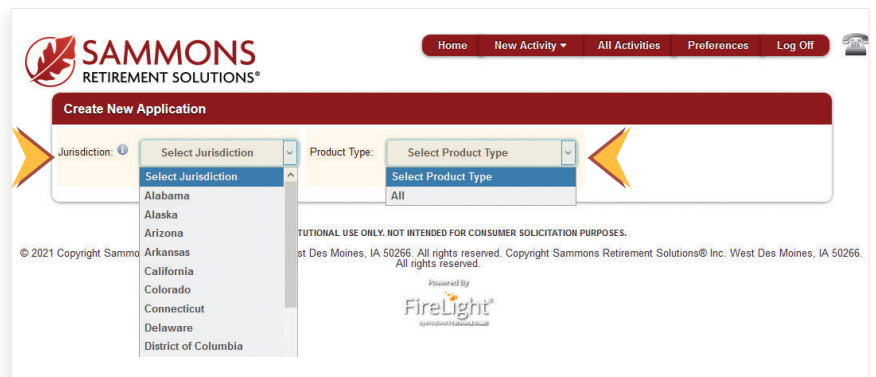 SAMMONS
RETIREMENT SOLUTIONS®
Home New Activity All Activities Preferences Log Off
Create New Application
Jurisdiction: Select Jurisdiction Product Type: Select Product Type
Select Jurisdiction
Alabama
Alaska
Arizona
Arkansas
California
Colorado
Connecticut
Delaware
District of Columbia
Select Product Type
All
TUTIONAL USE ONLY. NOT INTENDED FOR CONSUMER SOLICITATION PURPOSES.
© 2021 Copyright Sammo st Des Moines, IA 50266. All rights reserved. Copyright Sammons Retirement Solutions® Inc. West Des Moines, IA 50266.
All rights reserved.
Powered By
FireLight®